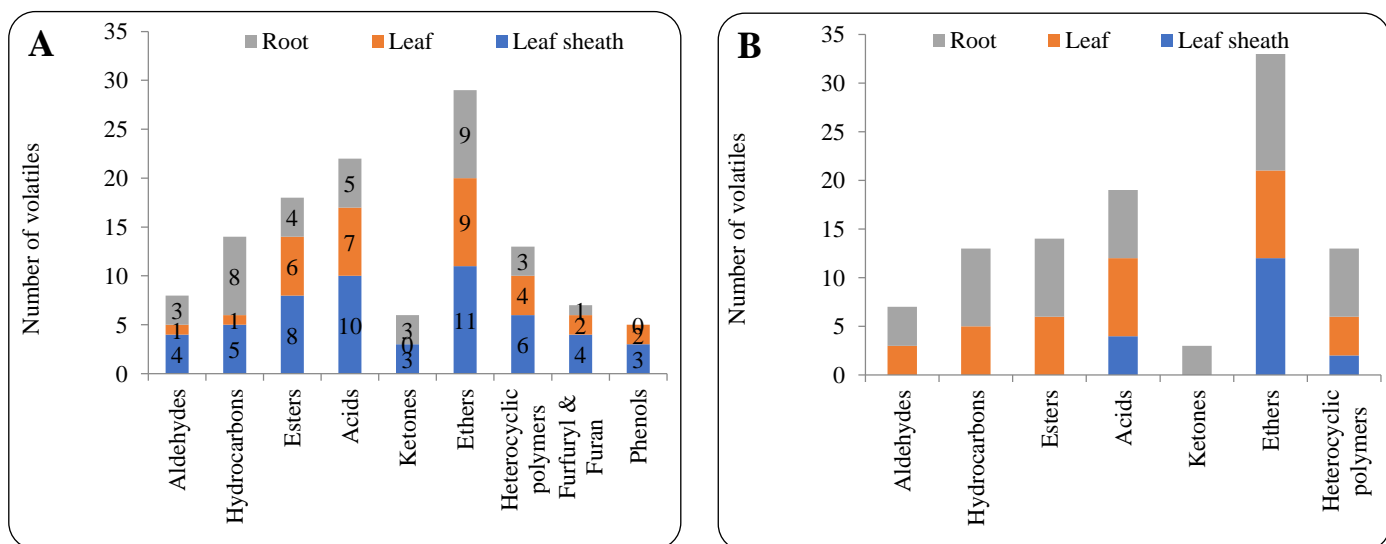 A
Root Leaf Leaf sheath
Number of volatiles
35
30
25
20
15
10
5
0
3
1
4
8
1
5
4
6
8
5
7
10
3
0
3
9
9
11
3
4
6
1
2
4
0
2
3
Aldehydes
Hydrocarbons
Esters
Acids
Ketones
Ethers
Heterocyclic
polymers
Furfuryl &
Furan
Phenols
B
Root Leaf Leaf sheath
Number of volatiles
35
30
25
20
15
10
5
0
Aldehydes
Hydrocarbons
Esters
Acids
Ketones
Ethers
Heterocyclic
polymers